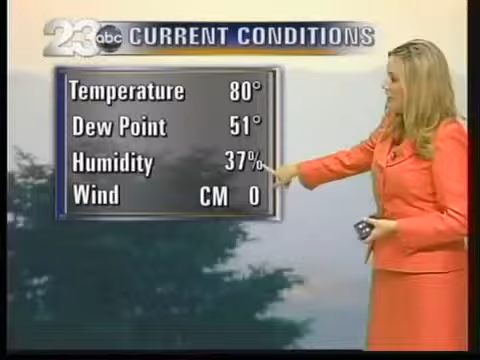 23 abc CURRENT CONDITIONS
Temperature 80°
Dew Point 51°
Humidity 37%
Wind CM 0